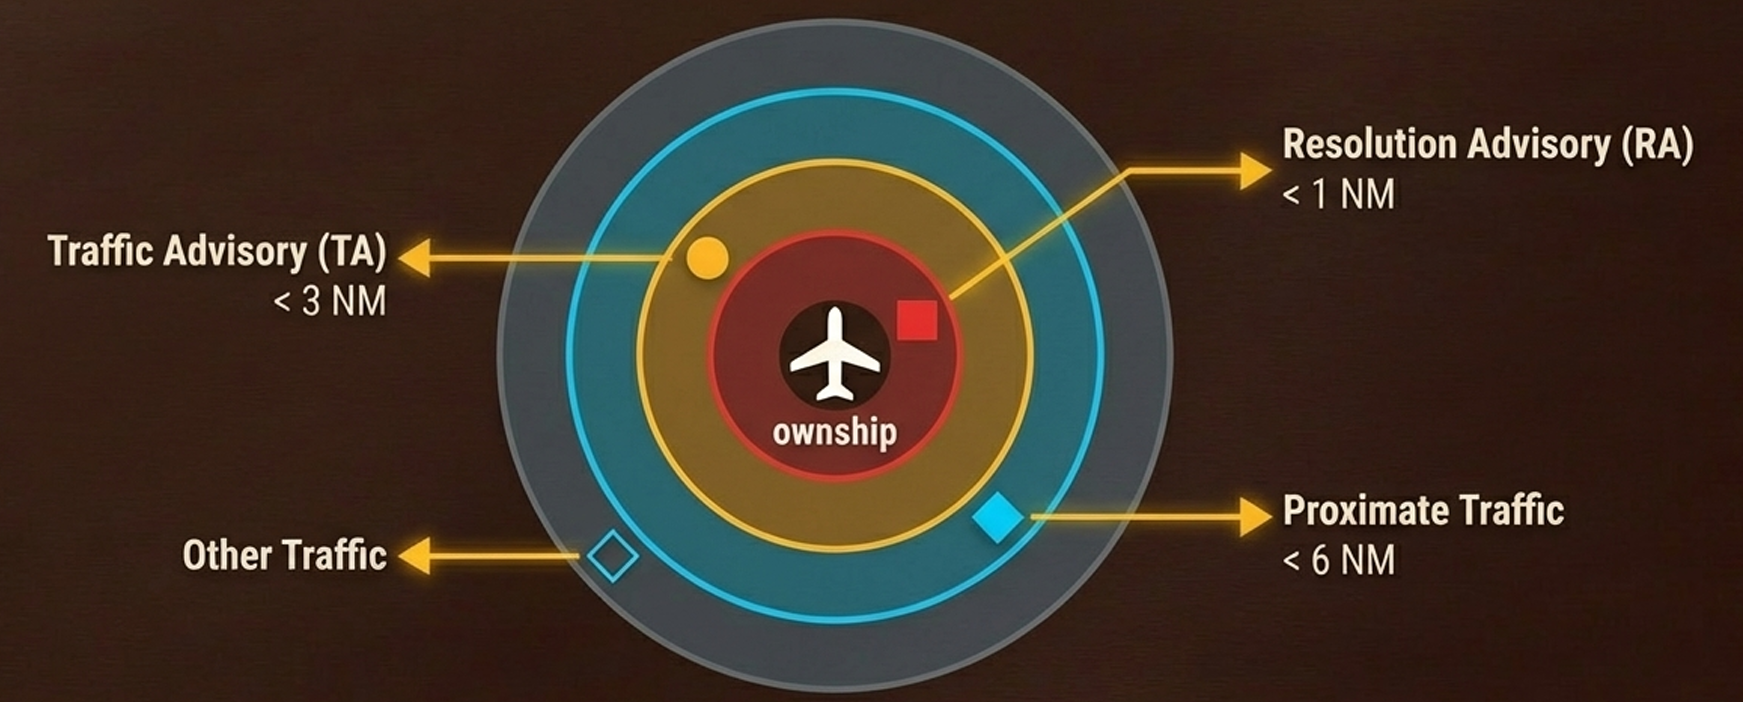 Resolution Advisory (RA)
< 1 NM
Traffic Advisory (TA)
< 3 NM
ownship
Proximate Traffic
< 6 NM
Other Traffic